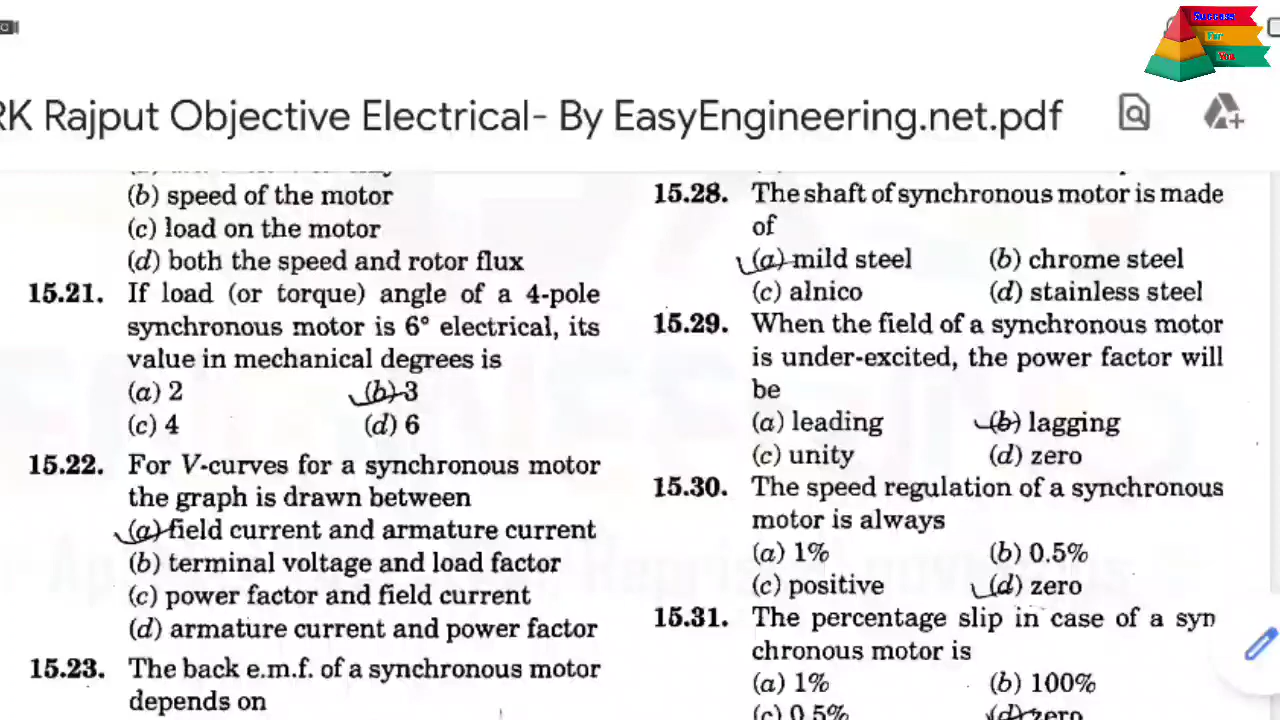 Success
For
You
RK Rajput Objective Electrical- By EasyEngineering.net.pdf
(b) speed of the motor
(c) load on the motor
(d) both the speed and rotor flux
15.21. If load (or torque) angle of a 4-pole
synchronous motor is 6° electrical, its
value in mechanical degrees is
(a) 2 (b) 3
(c) 4 (d) 6
15.22. For V-curves for a synchronous motor
the graph is drawn between
(a) field current and armature current
(b) terminal voltage and load factor
(c) power factor and field current
(d) armature current and power factor
15.23. The back e.m.f. of a synchronous motor
depends on
15.28. The shaft of synchronous motor is made
of
(a) mild steel (b) chrome steel
(c) alnico (d) stainless steel
15.29. When the field of a synchronous motor
is under-excited, the power factor will
be
(a) leading (b) lagging
(c) unity (d) zero
15.30. The speed regulation of a synchronous
motor is always
(a) 1% (b) 0.5%
(c) positive (d) zero
15.31. The percentage slip in case of a syn
chronous motor is
(a) 1% (b) 100%
(c) 0.5% (d) zero